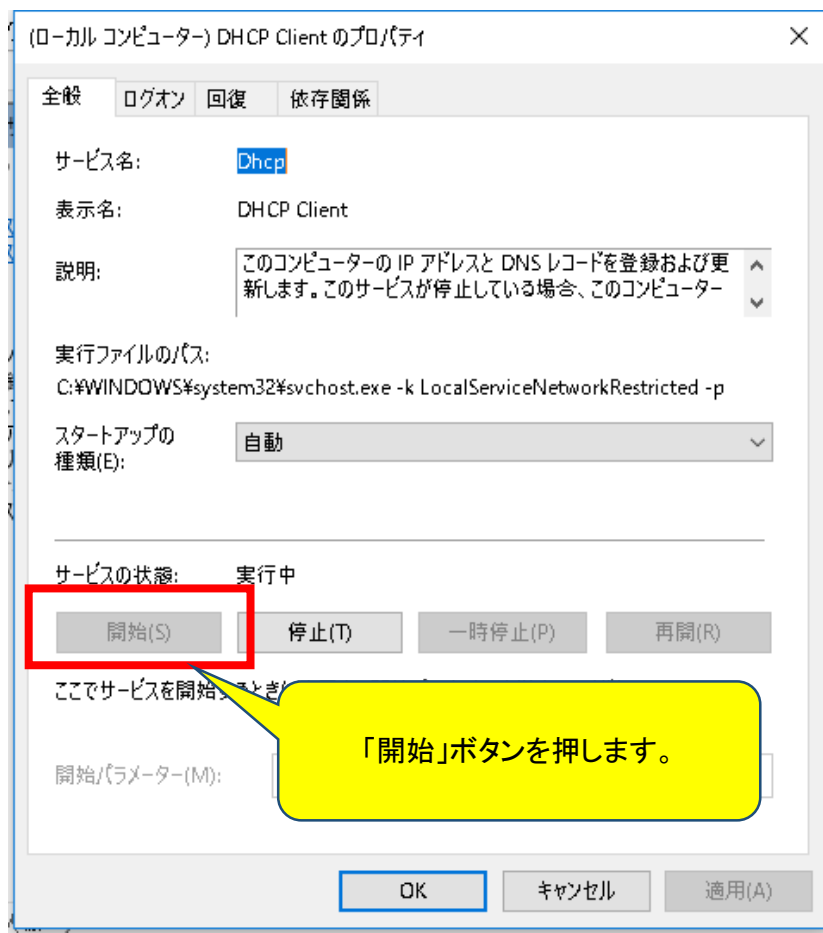 (ローカル コンピューター) DHCP Client のプロパティ
全般 ログオン 回復 依存関係
サービス名: Dhcp
表示名: DHCP Client
説明: このコンピューターの IP アドレスと DNS レコードを登録および更
新します。このサービスが停止している場合、このコンピューター
実行ファイルのパス:
C:¥WINDOWS¥system32¥svchost.exe -k LocalServiceNetworkRestricted -p
スタートアップの
種類(E): 自動
サービスの状態: 実行中
開始(S) 停止(T) 一時停止(P) 再開(R)
ここでサービスを開始するとき
「開始」ボタンを押します。
開始パラメーター(M):
OK キャンセル 適用(A)